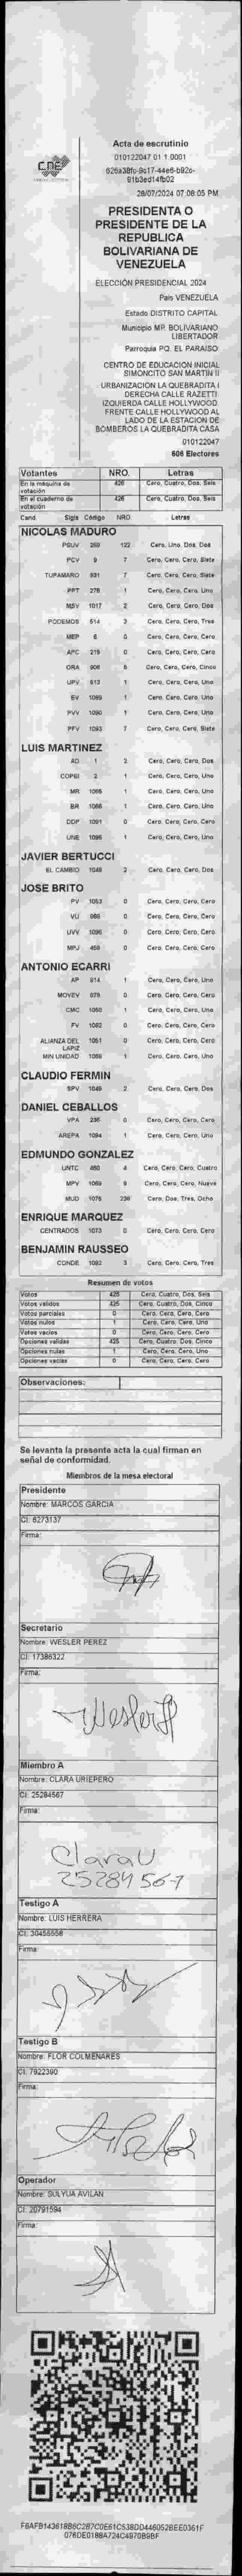 CNE
Acta de escrutinio
010122047 01 1 0001
28/07/2024 07:08:05 PM
PRESIDENTA O
PRESIDENTE DE LA
REPUBLICA
BOLIVARIANA DE
VENEZUELA
ELECCIÓN PRESIDENCIAL 2024
País VENEZUELA
Estado DISTRITO CAPITAL
Municipio MP. BOLIVARIANO
LIBERTADOR
Parroquia PQ. EL PARAISO
CENTRO DE EDUCACION INICIAL
SIMONCITO SAN MARTIN II
URBANIZACION LA QUEBRADITA I
DERECHA CALLE RAZETTI.
IZQUIERDA CALLE HOLLYWOOD.
FRENTE CALLE HOLLYWOOD AL
LADO DE LA ESTACION DE
BOMBEROS LA QUEBRADITA CASA
010122047
606 Electores
Votantes NRO. Letras
En la máquina de votación 426 Cero, Cuatro, Dos, Seis
En el cuaderno de votación 426 Cero, Cuatro, Dos, Seis
Cand. Sigla Código NRO. Letras
NICOLAS MADURO
PSUV 122 Cero, Uno, Dos, Dos
PCV 9 7 Cero, Cero, Cero, Siete
TUPAMARO 931 7 Cero, Cero, Cero, Siete
PPT 278 1 Cero, Cero, Cero, Uno
MSV 1017 2 Cero, Cero, Cero, Dos
PODEMOS 514 3 Cero, Cero, Cero, Tres
MEP 6 0 Cero, Cero, Cero, Cero
APC 219 0 Cero, Cero, Cero, Cero
ORA 908 5 Cero, Cero, Cero, Cinco
UPV 613 1 Cero, Cero, Cero, Uno
EV 1089 1 Cero, Cero, Cero, Uno
PVV 1090 1 Cero, Cero, Cero, Uno
PFV 1093 7 Cero, Cero, Cero, Siete
LUIS MARTINEZ
AD 1 2 Cero, Cero, Cero, Dos
COPEI 2 1 Cero, Cero, Cero, Uno
MR 1065 1 Cero, Cero, Cero, Uno
BR 1066 1 Cero, Cero, Cero, Uno
DDP 1091 0 Cero, Cero, Cero, Cero
UNE 1095 1 Cero, Cero, Cero, Uno
JAVIER BERTUCCI
EL CAMBIO 1048 2 Cero, Cero, Cero, Dos
JOSE BRITO
PV 1053 0 Cero, Cero, Cero, Cero
VU 968 0 Cero, Cero, Cero, Cero
UVV 1096 0 Cero, Cero, Cero, Cero
MPJ 459 0 Cero, Cero, Cero, Cero
ANTONIO ECARRI
AP 914 1 Cero, Cero, Cero, Uno
MOVEV 979 0 Cero, Cero, Cero, Cero
CMC 1050 1 Cero, Cero, Cero, Uno
FV 1082 0 Cero, Cero, Cero, Cero
ALIANZA DEL LAPIZ 1051 0 Cero, Cero, Cero, Cero
MIN UNIDAD 1069 1 Cero, Cero, Cero, Uno
CLAUDIO FERMIN
SPV 1049 2 Cero, Cero, Cero, Dos
DANIEL CEBALLOS
VPA 236 0 Cero, Cero, Cero, Cero
AREPA 1094 1 Cero, Cero, Cero, Uno
EDMUNDO GONZALEZ
UNTC 460 4 Cero, Cero, Cero, Cuatro
MPV 1069 9 Cero, Cero, Cero, Nueve
MUD 1075 238 Cero, Dos, Tres, Ocho
ENRIQUE MARQUEZ
CENTRADOS 1073 0 Cero, Cero, Cero, Cero
BENJAMIN RAUSSEO
CONDE 1092 3 Cero, Cero, Cero, Tres
Resumen de votos
Votos 426 Cero, Cuatro, Dos, Seis
Votos validos 425 Cero, Cuatro, Dos, Cinco
Votos parciales 0 Cero, Cero, Cero, Cero
Votos nulos 1 Cero, Cero, Cero, Uno
Votos vacios 0 Cero, Cero, Cero, Cero
Opciones validas 425 Cero, Cuatro, Dos, Cinco
Opciones nulas 1 Cero, Cero, Cero, Uno
Opciones vacias 0 Cero, Cero, Cero, Cero
Observaciones:
Se levanta la presente acta la cual firman en
señal de conformidad.
Miembros de la mesa electoral
Presidente
Nombre: MARCOS GARCIA
CI: 6273137
Firma:
Secretario
Nombre: WESLER PEREZ
CI: 17386322
Firma:
Wesler P
Miembro A
Nombre: CLARA URIEPERO
CI: 25284567
Firma:
Clara U
25284567
Testigo A
Nombre: LUIS HERRERA
CI: 30455558
Firma:
Testigo B
Nombre: FLOR COLMENARES
CI: 7922390
Firma:
Operador
Nombre: SULYUA AVILAN
CI: 20791594
Firma: